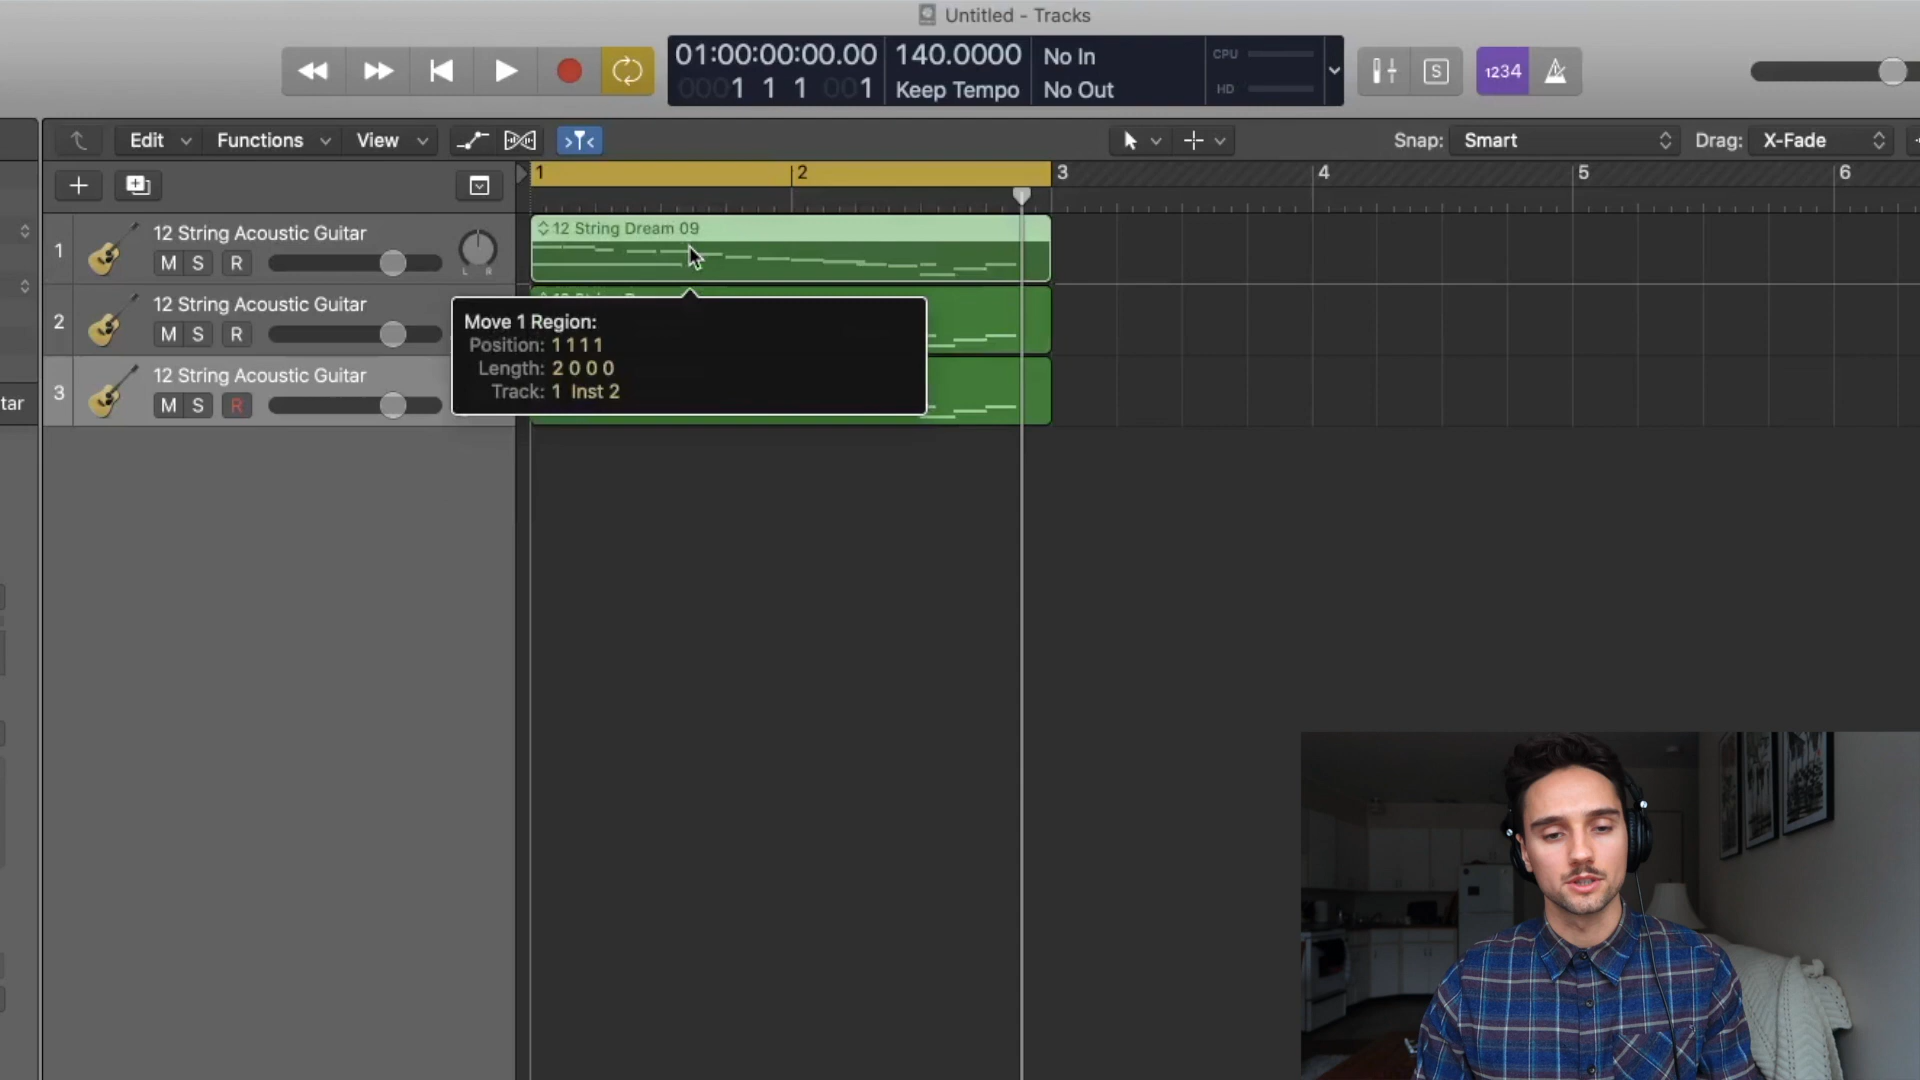 Untitled - Tracks
01:00:00:00.00
140.0000
No In
CPU
0001 1 1 001
Keep Tempo
No Out
HD
S
1234
Edit
Functions
View
Snap: Smart
Drag: X-Fade
1 2 3 4 5 6
1
12 String Acoustic Guitar
M S R
L R
12 String Dream 09
2
12 String Acoustic Guitar
M S R
3
12 String Acoustic Guitar
M S R
tar
Move 1 Region:
Position: 1 1 1 1
Length: 2 0 0 0
Track: 1 Inst 2